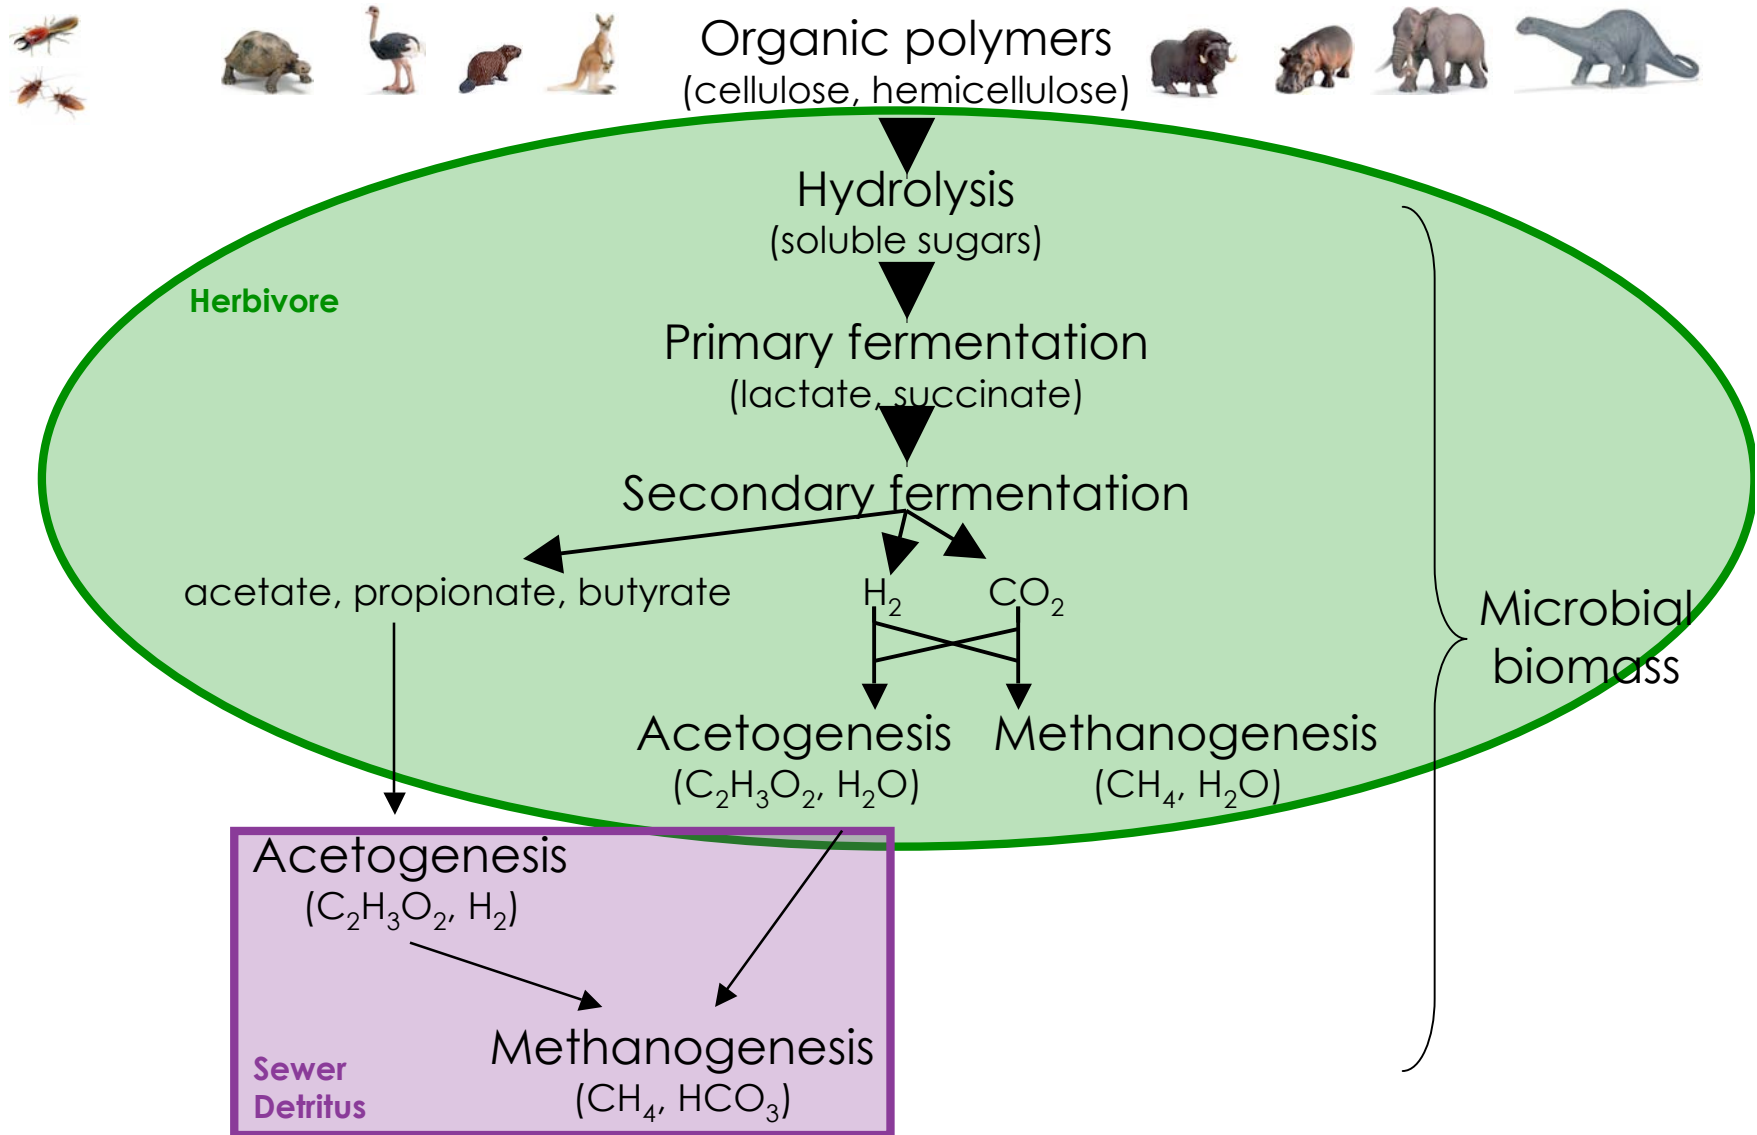 Organic polymers
(cellulose, hemicellulose)
Hydrolysis
(soluble sugars)
Herbivore
Primary fermentation
(lactate, succinate)
Secondary fermentation
acetate, propionate, butyrate
H₂
CO₂
Microbial
biomass
Acetogenesis
(C₂H₃O₂, H₂O)
Methanogenesis
(CH₄, H₂O)
Acetogenesis
(C₂H₃O₂, H₂)
Methanogenesis
(CH₄, HCO₃)
Sewer
Detritus